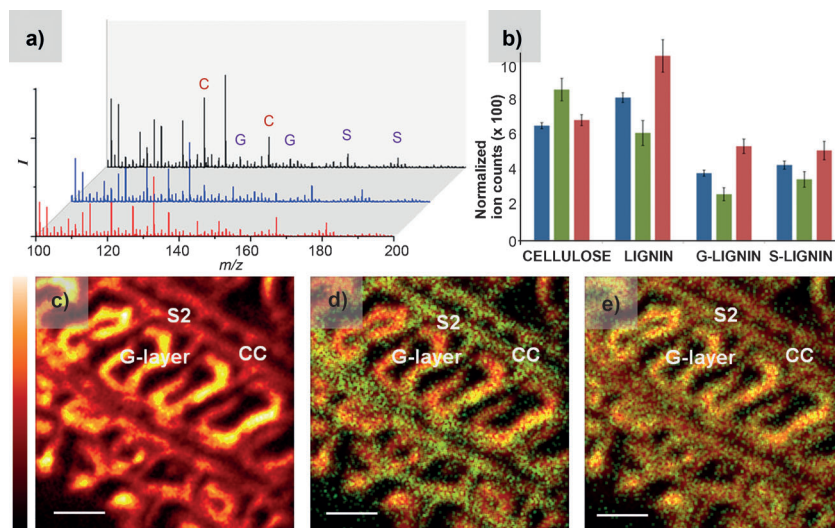 a)
C
C
G
G
S
S
I
100
120
140
160
180
200
m/z
b)
Normalized
ion counts (x 100)
10
8
6
4
2
0
CELLULOSE LIGNIN G-LIGNIN S-LIGNIN
c)
S2
G-layer
CC
d)
S2
G-layer
CC
e)
S2
G-layer
CC